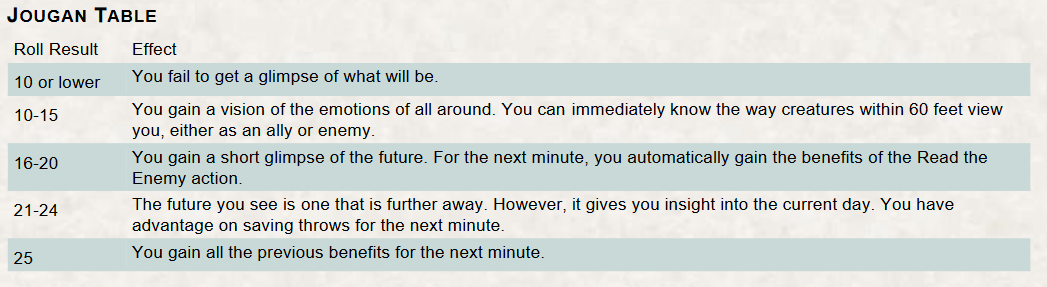 JOUGAN TABLE
Roll Result Effect
10 or lower You fail to get a glimpse of what will be.
10-15 You gain a vision of the emotions of all around. You can immediately know the way creatures within 60 feet view
you, either as an ally or enemy.
16-20 You gain a short glimpse of the future. For the next minute, you automatically gain the benefits of the Read the
Enemy action.
21-24 The future you see is one that is further away. However, it gives you insight into the current day. You have
advantage on saving throws for the next minute.
25 You gain all the previous benefits for the next minute.